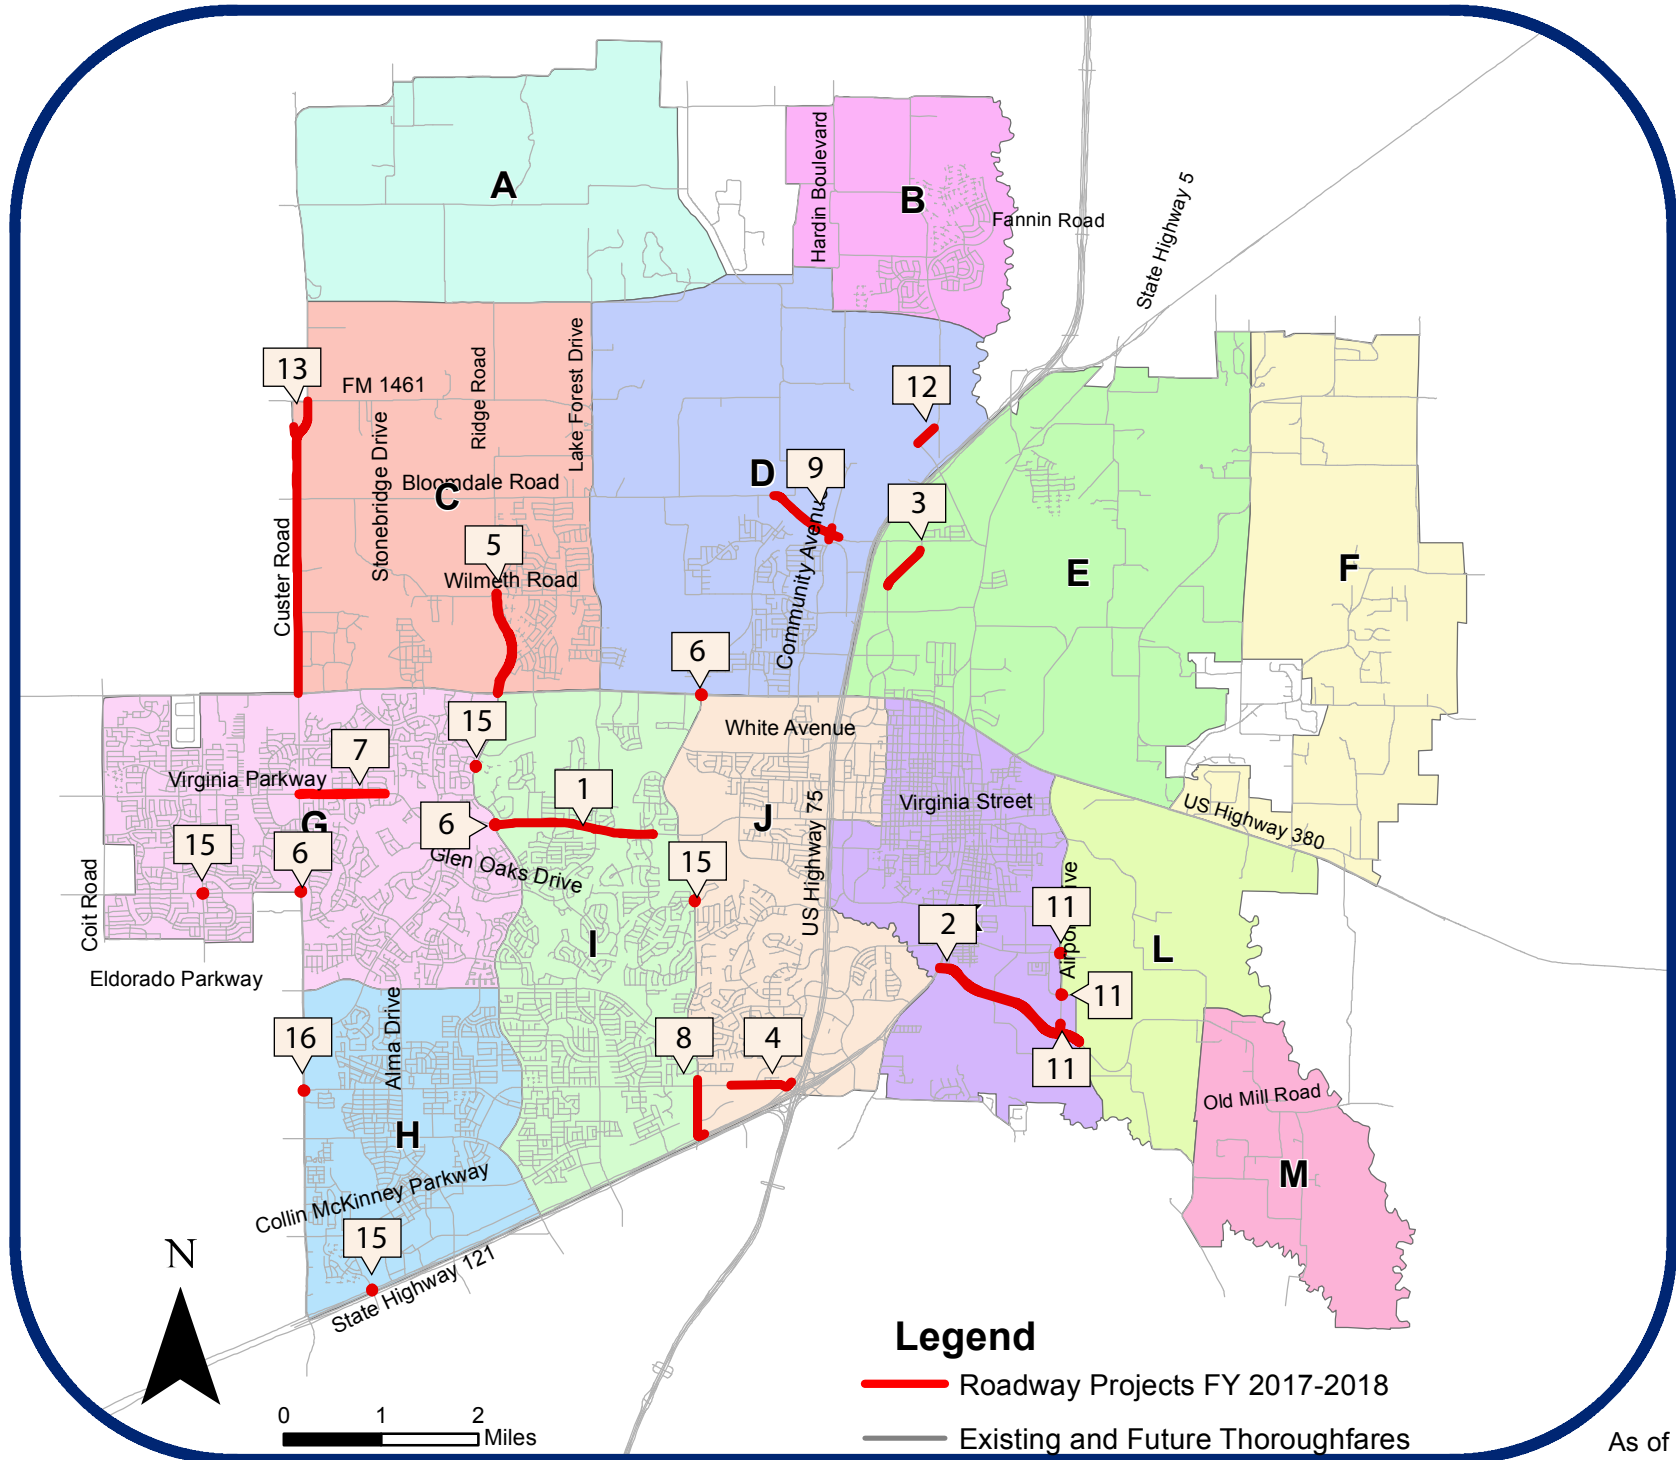 A
B
Hardin Boulevard
Fannin Road
State Highway 5
13
FM 1461
Ridge Road
Lake Forest Drive
12
Stonebridge Drive
D
9
Bloomdale Road
C
3
Custer Road
5
Wilmeth Road
Community Avenue
E
F
6
15
White Avenue
7
Virginia Parkway
1
Virginia Street
US Highway 75
J
G
6
US Highway 380
15
6
Glen Oaks Drive
15
Coit Road
Airport Drive
11
2
I
L
Eldorado Parkway
11
Alma Drive
16
8
4
11
Old Mill Road
H
M
Collin McKinney Parkway
15
State Highway 121
N
Legend
Roadway Projects FY 2017-2018
0 1 2
Miles
Existing and Future Thoroughfares
As of